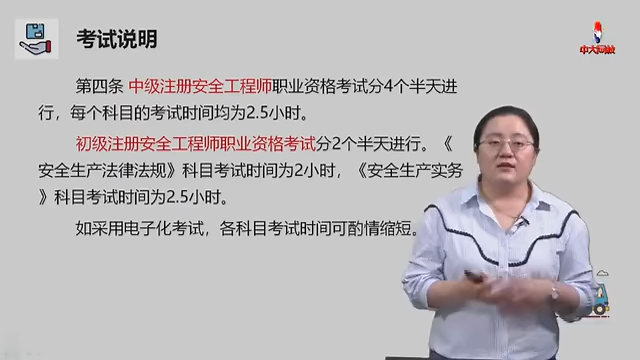 考试说明
中大网校
第四条 中级注册安全工程师职业资格考试分4个半天进
行，每个科目的考试时间均为2.5小时。
初级注册安全工程师职业资格考试分2个半天进行。《
安全生产法律法规》科目考试时间为2小时，《安全生产实务
》科目考试时间为2.5小时。
如采用电子化考试，各科目考试时间可酌情缩短。